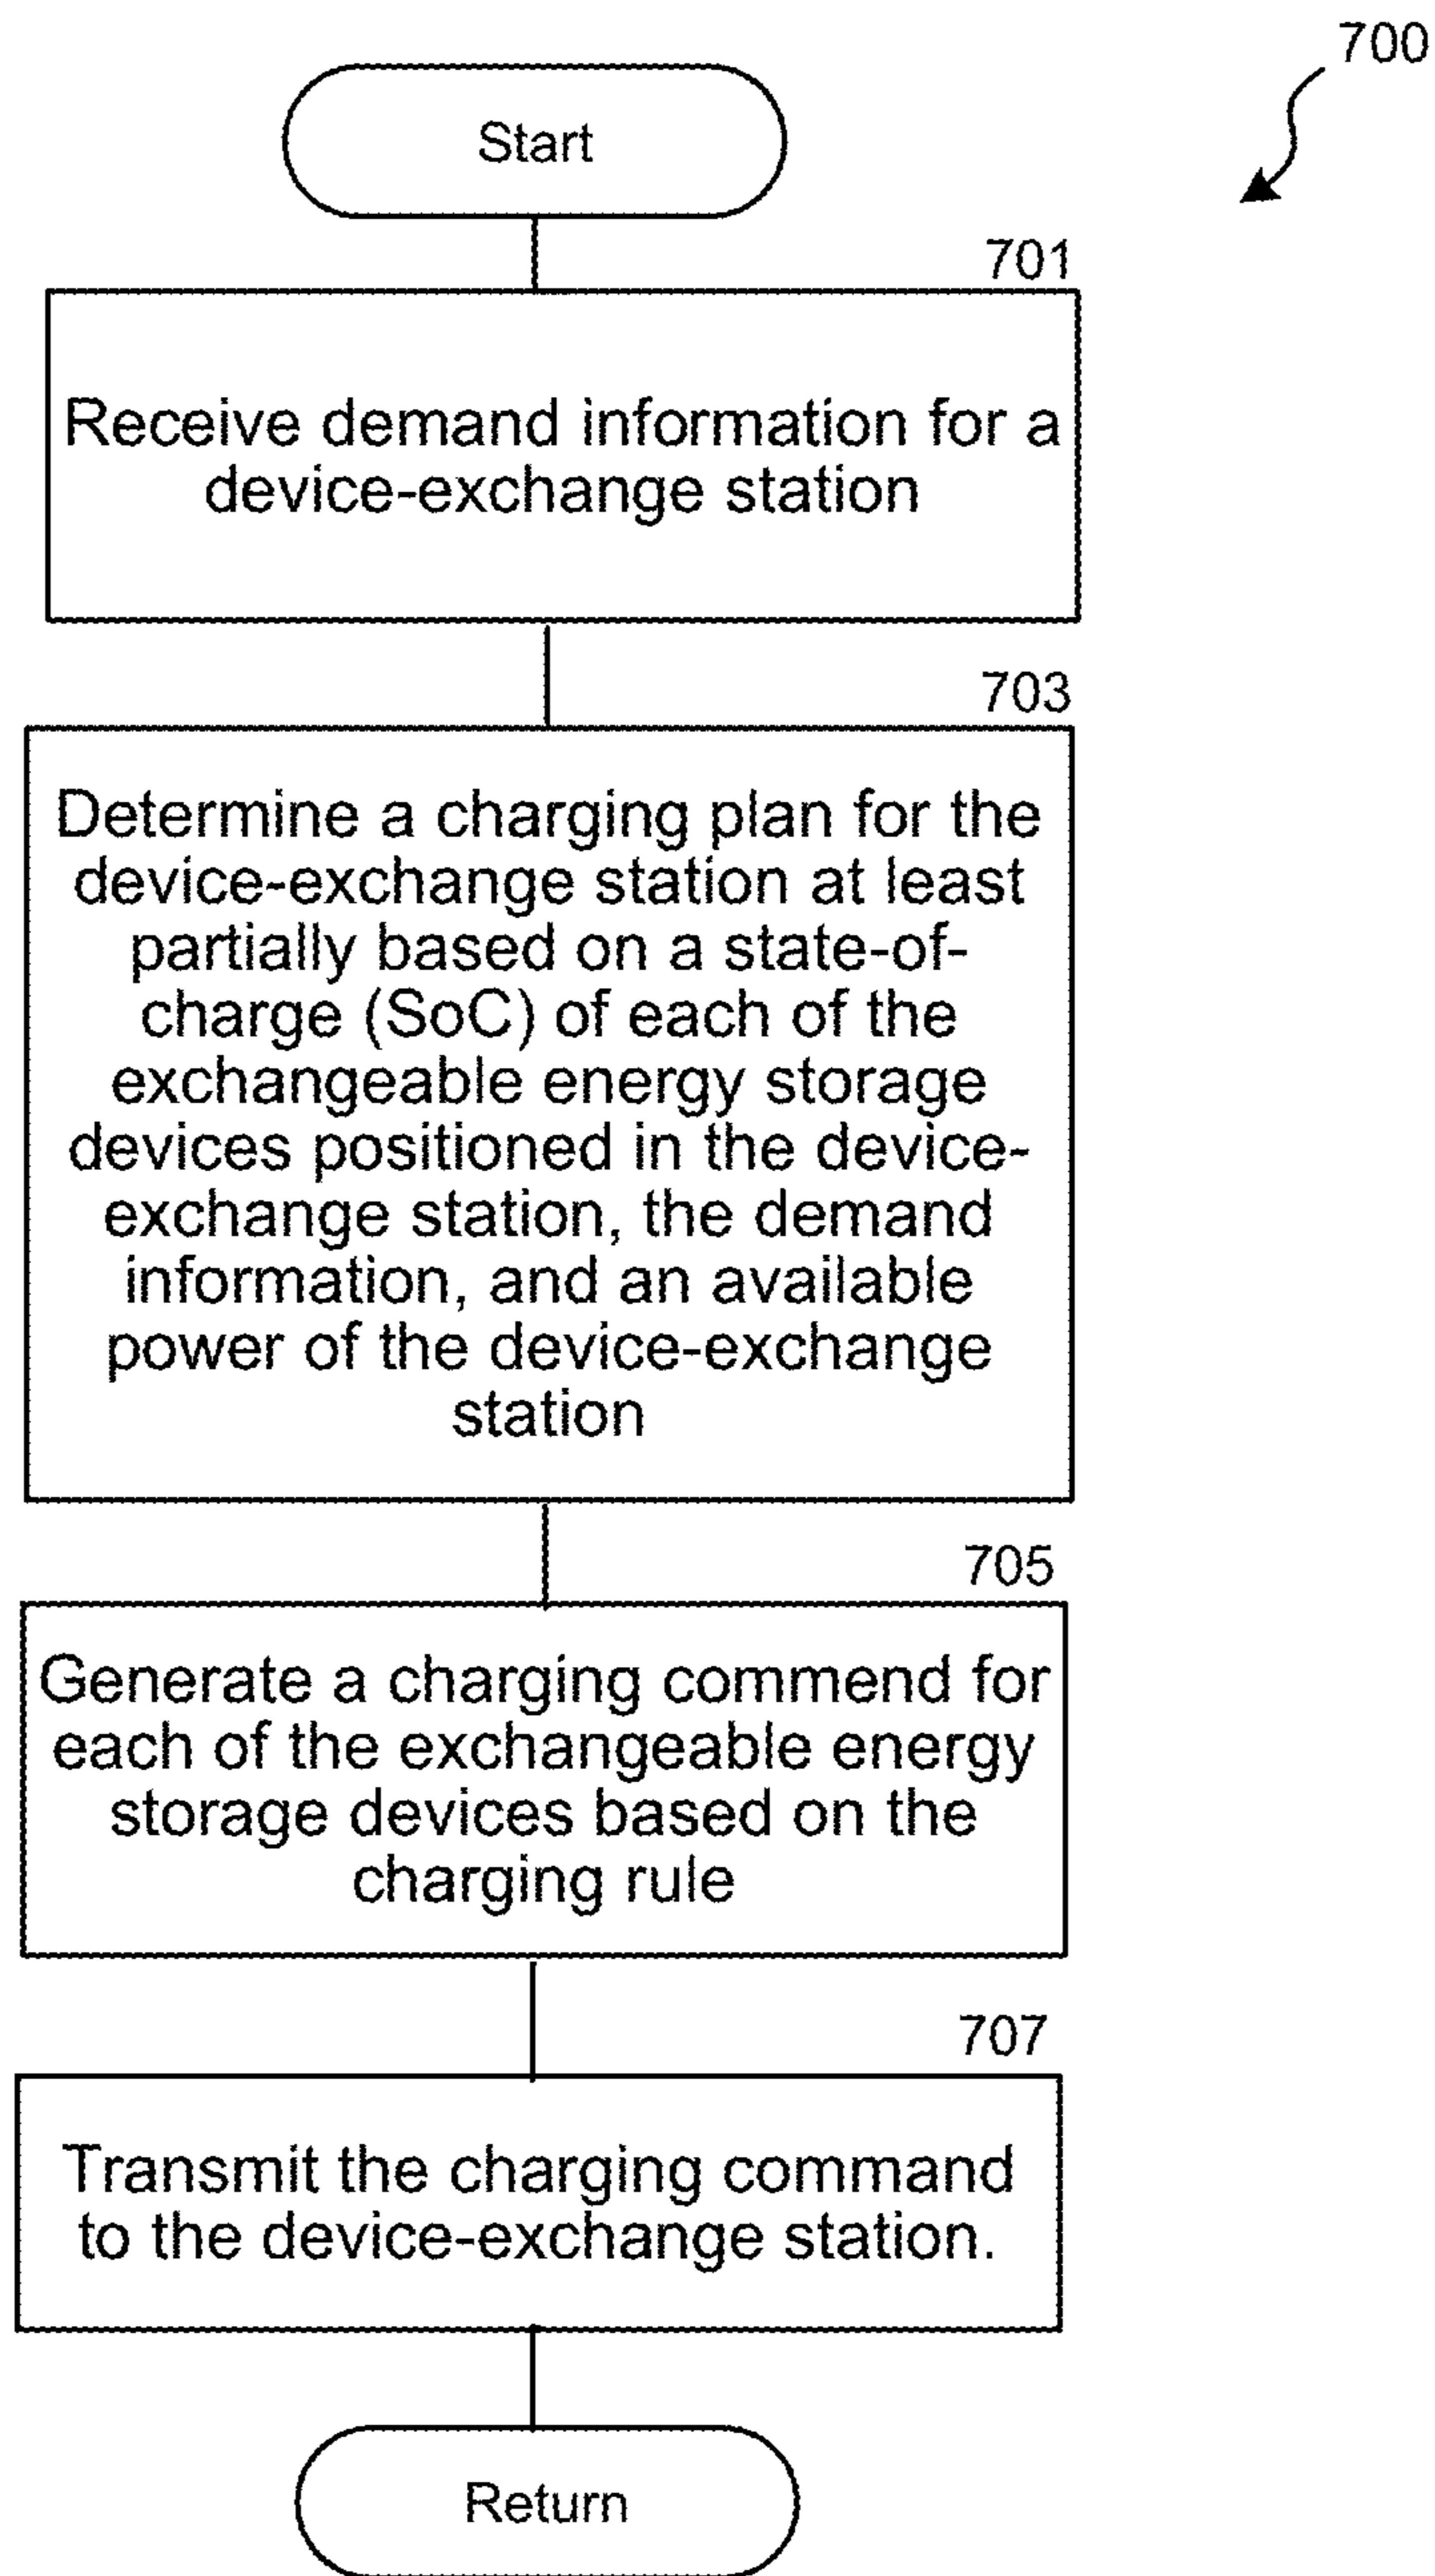 700
Start
701
Receive demand information for a
device-exchange station
703
Determine a charging plan for the
device-exchange station at least
partially based on a state-of-
charge (SoC) of each of the
exchangeable energy storage
devices positioned in the device-
exchange station, the demand
information, and an available
power of the device-exchange
station
705
Generate a charging commend for
each of the exchangeable energy
storage devices based on the
charging rule
707
Transmit the charging command
to the device-exchange station.
Return